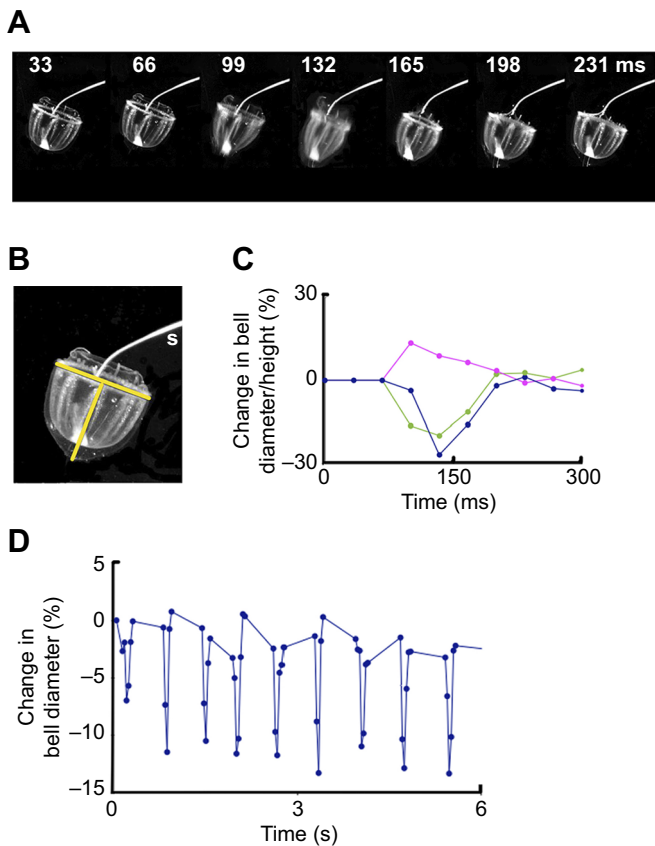 A
33 66 99 132 165 198 231 ms
B
s
C
Change in bell
diameter/height (%)
30
0
–30
0 150 300
Time (ms)
D
Change in
bell diameter (%)
5
0
–5
–10
–15
0 3 6
Time (s)